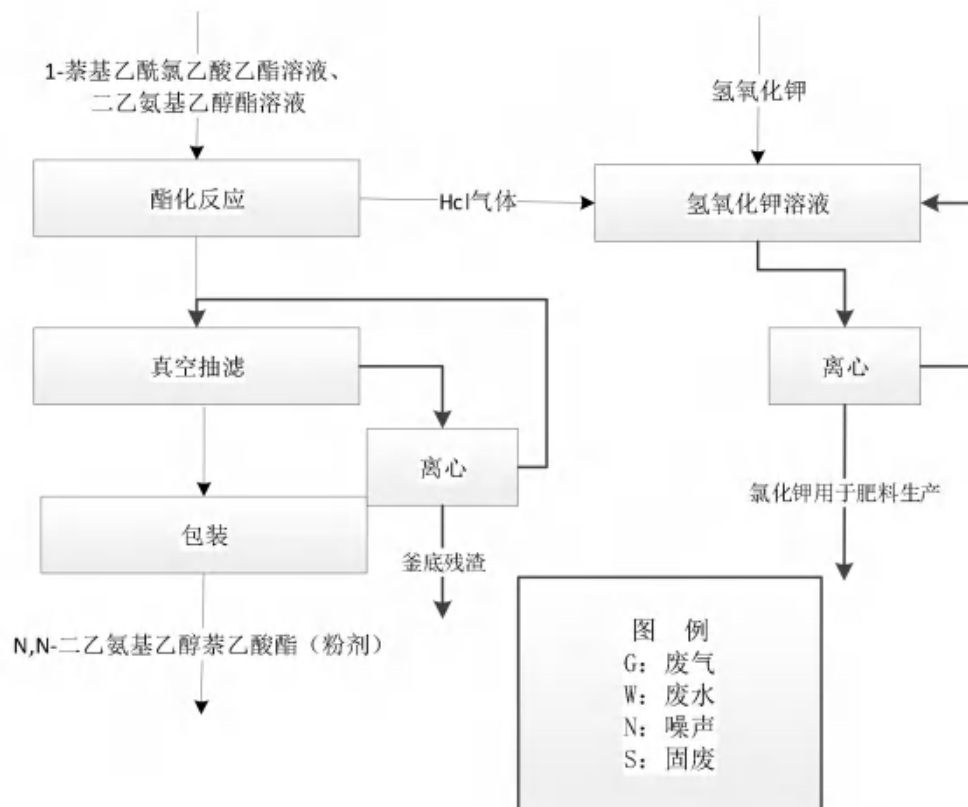 1-萘基乙酰氯乙酸乙酯溶液、
二乙氨基乙醇酯溶液
氢氧化钾
酯化反应
Hcl气体
氢氧化钾溶液
真空抽滤
离心
离心
氯化钾用于肥料生产
包装
釜底残渣
N,N-二乙氨基乙醇萘乙酸酯（粉剂）
图 例
G：废气
W：废水
N：噪声
S：固废